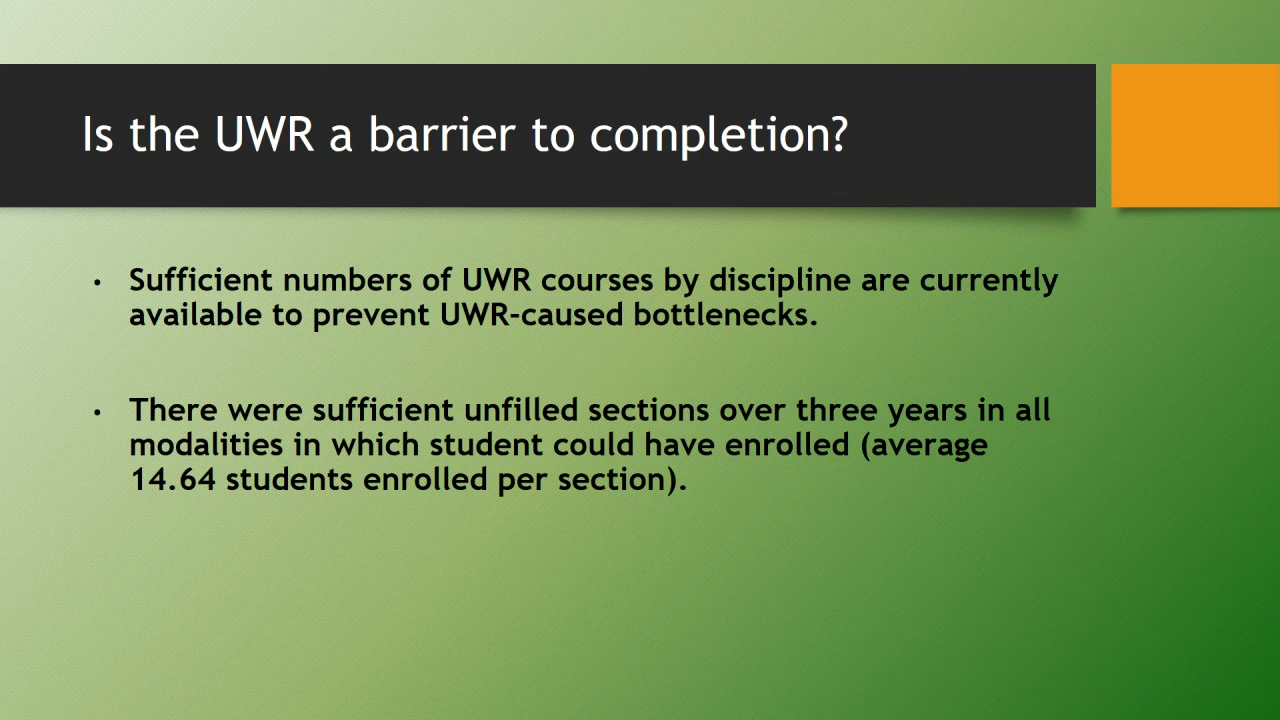 Is the UWR a barrier to completion?
• Sufficient numbers of UWR courses by discipline are currently
available to prevent UWR-caused bottlenecks.
• There were sufficient unfilled sections over three years in all
modalities in which student could have enrolled (average
14.64 students enrolled per section).